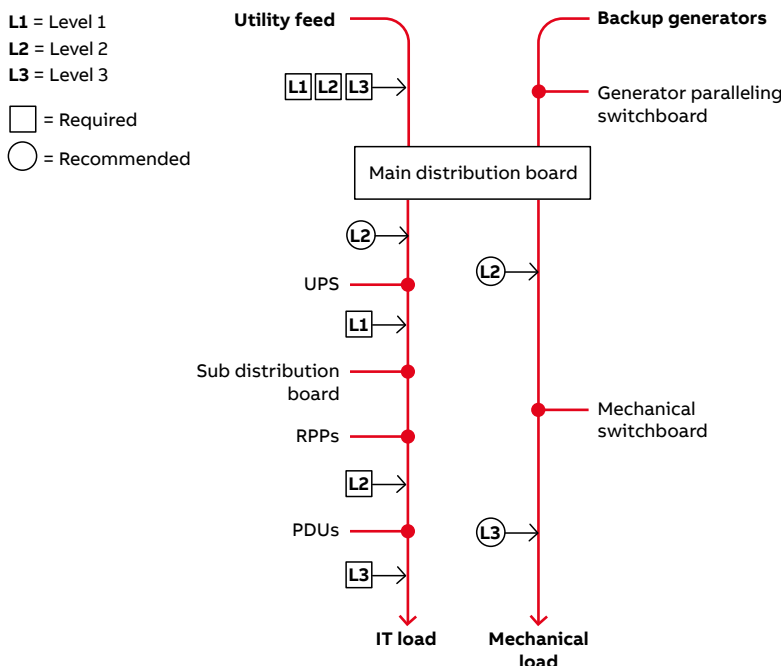 L1 = Level 1
L2 = Level 2
L3 = Level 3
= Required
= Recommended
Utility feed
Backup generators
L1 L2 L3
Generator paralleling
switchboard
Main distribution board
L2
L2
UPS
L1
Sub distribution
board
Mechanical
switchboard
RPPs
L2
PDUs
L3
L3
IT load
Mechanical
load